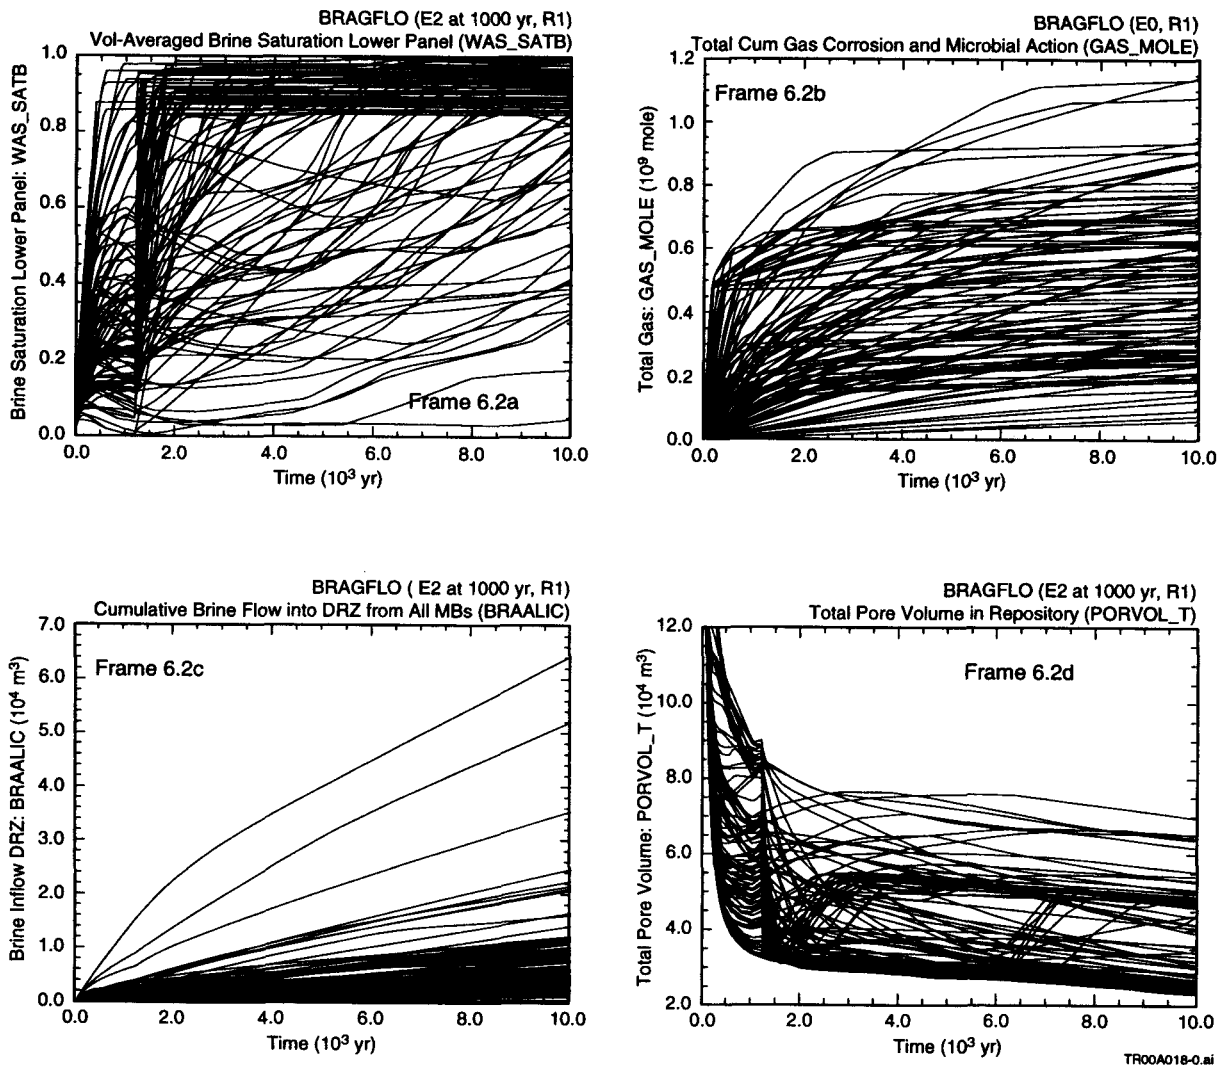 BRAGFLO (E2 at 1000 yr, R1)
Vol-Averaged Brine Saturation Lower Panel (WAS_SATB)
Brine Saturation Lower Panel: WAS_SATB
1.0
0.8
0.6
0.4
0.2
0.0
Frame 6.2a
0.0 2.0 4.0 6.0 8.0 10.0
Time (10³ yr)
BRAGFLO (E0, R1)
Total Cum Gas Corrosion and Microbial Action (GAS_MOLE)
Total Gas: GAS_MOLE (10⁹ mole)
1.2
Frame 6.2b
1.0
0.8
0.6
0.4
0.2
0.0
0.0 2.0 4.0 6.0 8.0 10.0
Time (10³ yr)
BRAGFLO ( E2 at 1000 yr, R1)
Cumulative Brine Flow into DRZ from All MBs (BRAALIC)
Brine Inflow DRZ: BRAALIC (10⁴ m³)
7.0
Frame 6.2c
6.0
5.0
4.0
3.0
2.0
1.0
0.0
0.0 2.0 4.0 6.0 8.0 10.0
Time (10³ yr)
BRAGFLO (E2 at 1000 yr, R1)
Total Pore Volume in Repository (PORVOL_T)
Total Pore Volume: PORVOL_T (10⁴ m³)
12.0
Frame 6.2d
10.0
8.0
6.0
4.0
2.0
0.0 2.0 4.0 6.0 8.0 10.0
Time (10³ yr)
TR00A018-0.ai